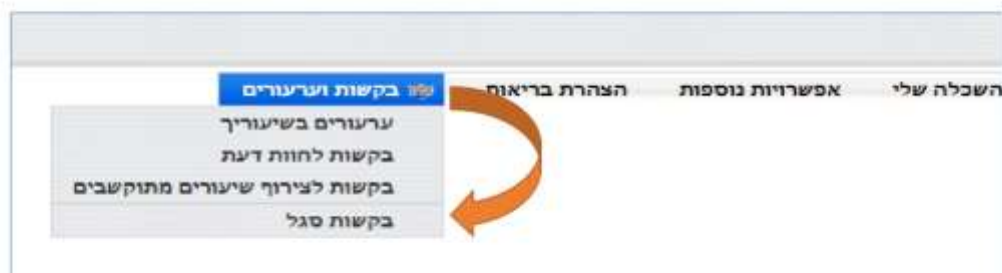 השכלה שלי אפשרויות נוספות הצהרת בריאות בקשות וערעורים
ערעורים בשיעוריך
בקשות לחוות דעת
בקשות לצירוף שיעורים מתוקשבים
בקשות סגל